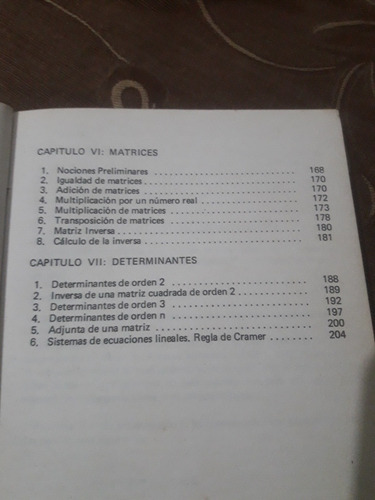 CAPITULO VI: MATRICES
1. Nociones Preliminares ........ 168
2. Igualdad de matrices ........ 170
3. Adición de matrices ........ 170
4. Multiplicación por un número real ........ 172
5. Multiplicación de matrices ........ 173
6. Transposición de matrices ........ 178
7. Matriz Inversa ........ 180
8. Cálculo de la inversa ........ 181
CAPITULO VII: DETERMINANTES
1. Determinantes de orden 2 ........ 188
2. Inversa de una matriz cuadrada de orden 2 ........ 189
3. Determinantes de orden 3 ........ 192
4. Determinantes de orden n ........ 197
5. Adjunta de una matriz ........ 200
6. Sistemas de ecuaciones lineales. Regla de Cramer ........ 204